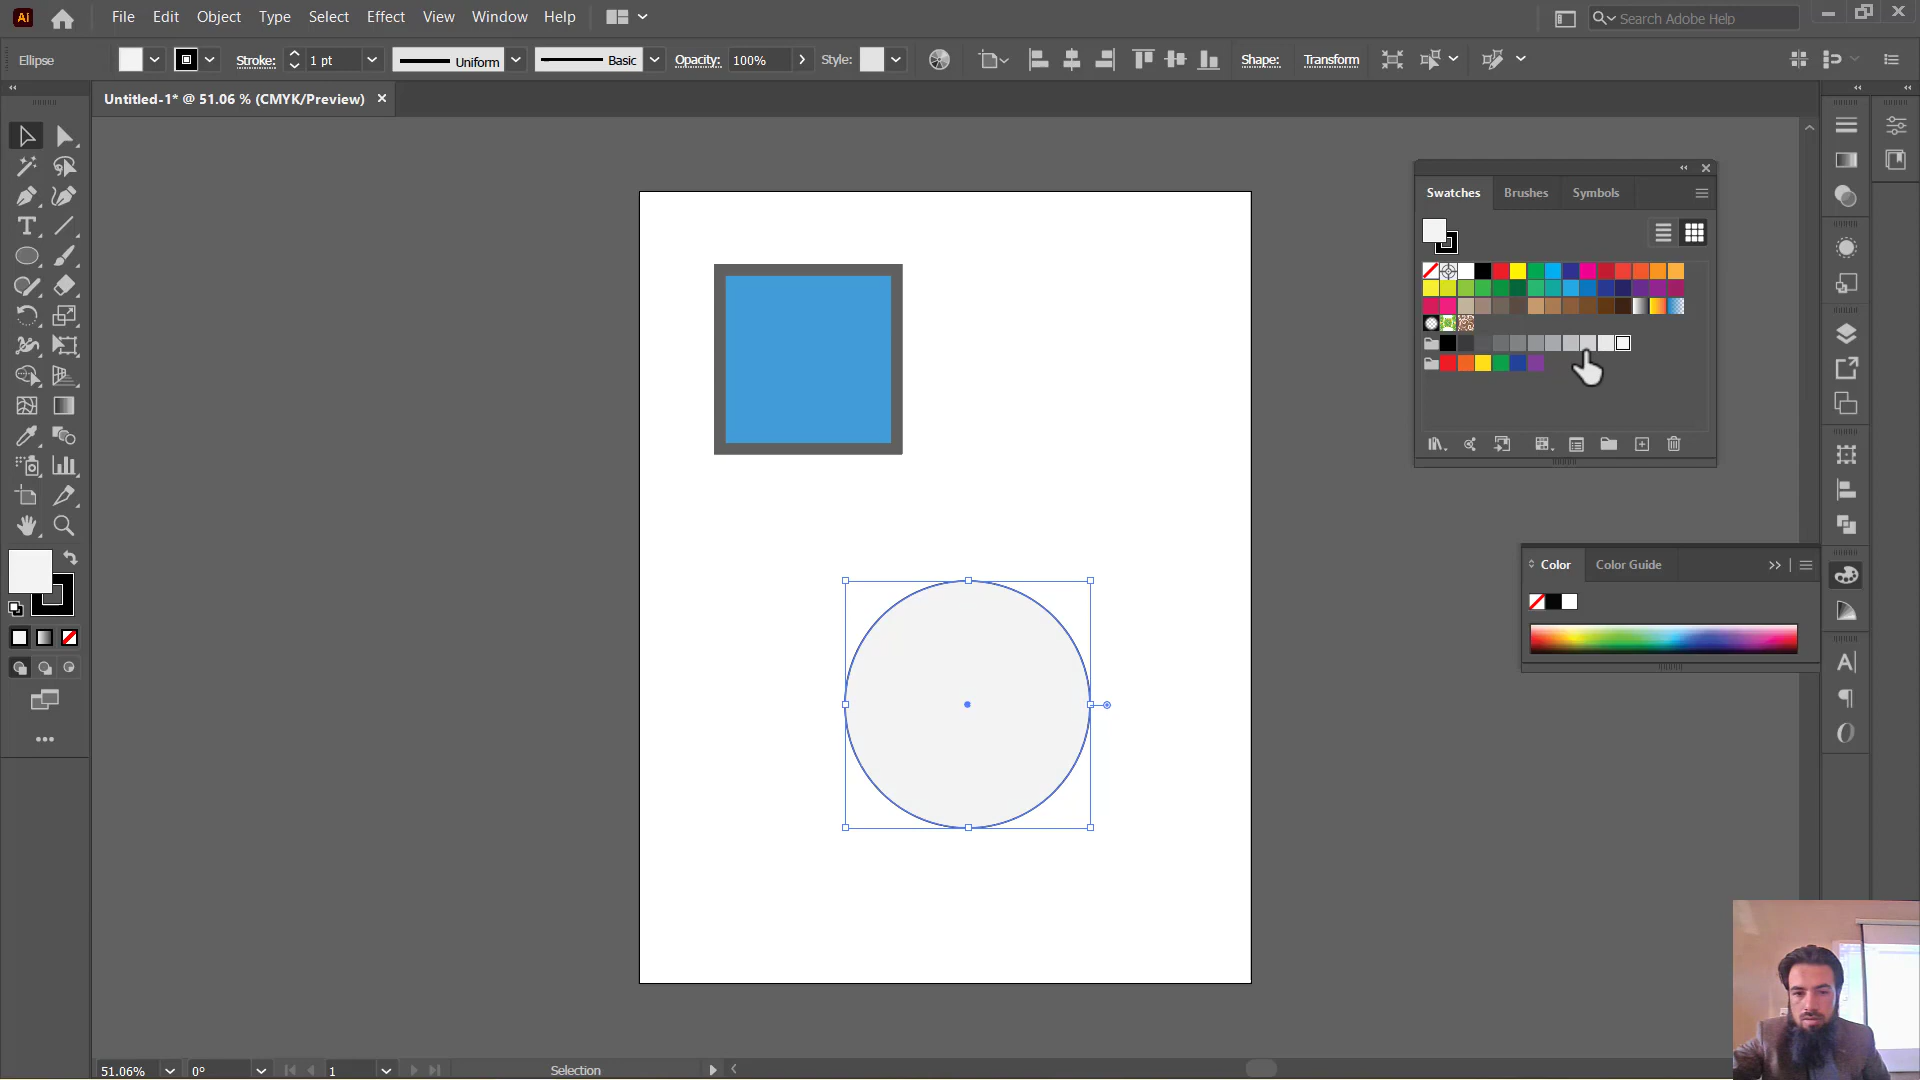 Ai File Edit Object Type Select Effect View Window Help Search Adobe Help
Ellipse Stroke: 1 pt Uniform Basic Opacity: 100% Style: Shape: Transform
Untitled-1* @ 51.06 % (CMYK/Preview)
Swatches Brushes Symbols
Color Color Guide
51.06% 0° 1 Selection